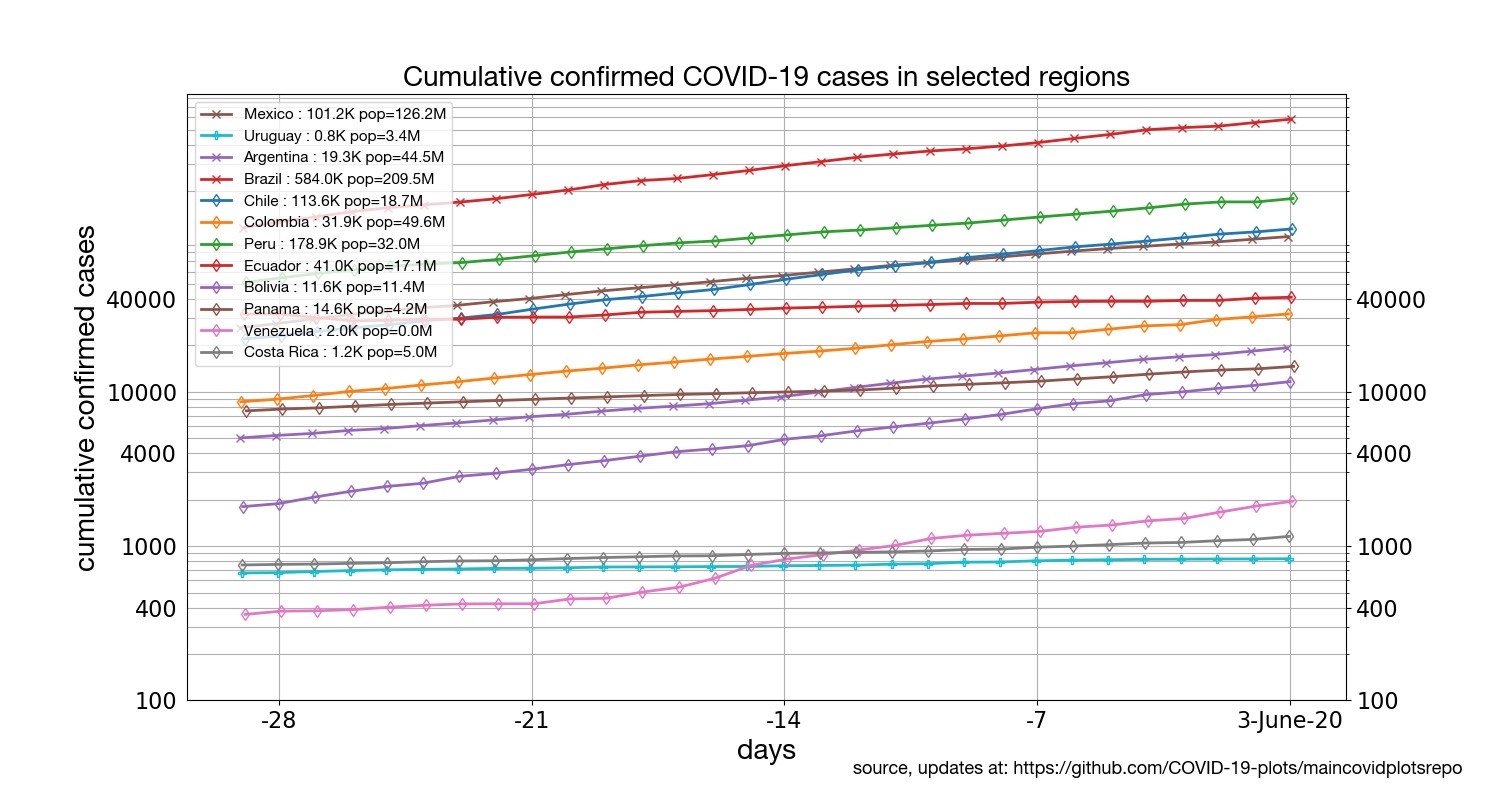 Cumulative confirmed COVID-19 cases in selected regions
Mexico : 101.2K pop=126.2M
Uruguay : 0.8K pop=3.4M
Argentina : 19.3K pop=44.5M
Brazil : 584.0K pop=209.5M
Chile : 113.6K pop=18.7M
Colombia : 31.9K pop=49.6M
Peru : 178.9K pop=32.0M
Ecuador : 41.0K pop=17.1M
Bolivia : 11.6K pop=11.4M
Panama : 14.6K pop=4.2M
Venezuela : 2.0K pop=0.0M
Costa Rica : 1.2K pop=5.0M
cumulative confirmed cases
40000
10000
4000
1000
400
100
40000
10000
4000
1000
400
100
-28 -21 -14 -7 3-June-20
days
source, updates at: https://github.com/COVID-19-plots/maincovidplotsrepo